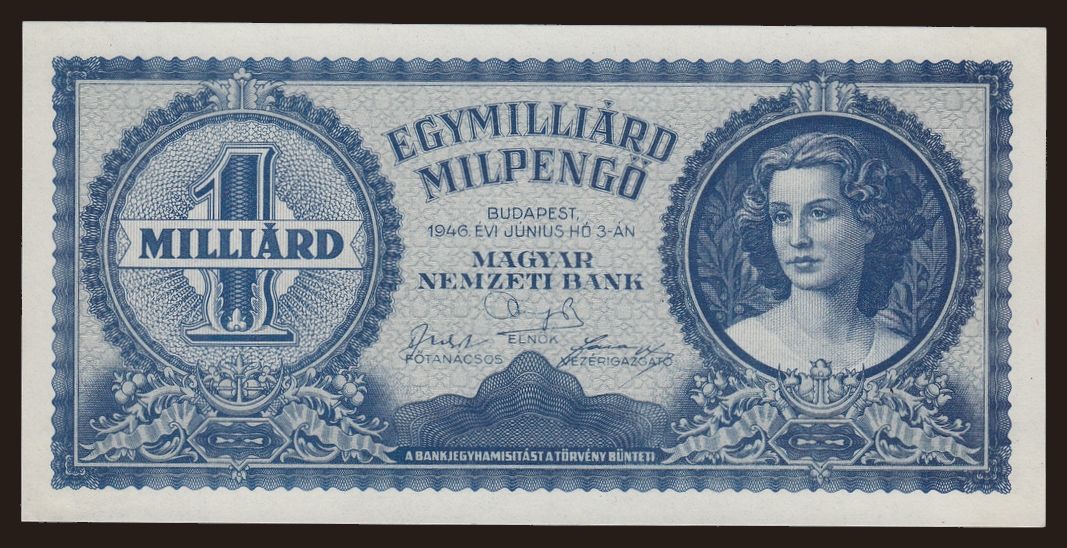 1
MILLIÁRD
EGYMILLIÁRD
MILPENGŐ
BUDAPEST,
1946. ÉVI JÚNIUS HÓ 3-ÁN
MAGYAR
NEMZETI BANK
FŐTANÁCSOS
ELNÖK
VEZÉRIGAZGATÓ
A BANKJEGYHAMISITÁST A TÖRVÉNY BÜNTETI